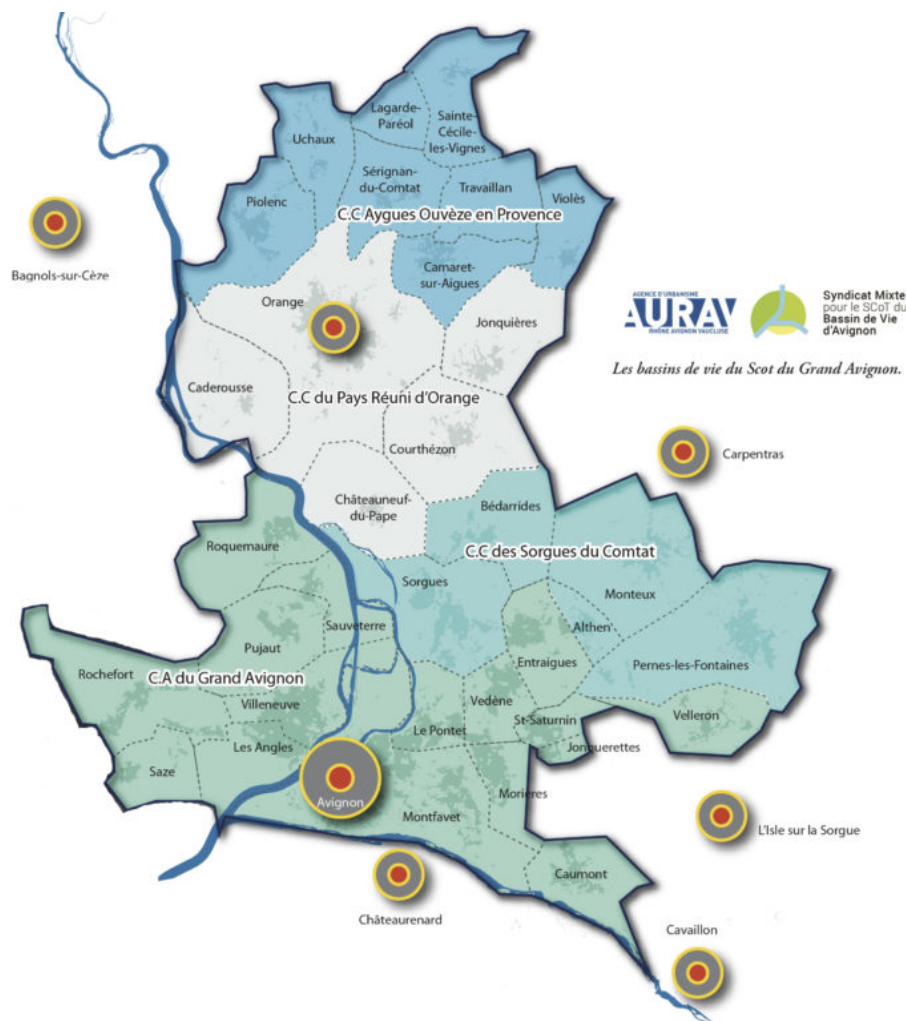 Lagarde-
Paréol
Sainte-
Cécile-
les-Vignes
Uchaux
Sérignan-
du-Comtat
Travaillan
Violès
Piolenc
C.C Aygues Ouvèze en Provence
Bagnols-sur-Cèze
Camaret-
sur-Aigues
Orange
Jonquières
AGENCE D'URBANISME
AURAV
RHÔNE AVIGNON VAUCLUSE
Syndicat Mixte
pour le SCoT du
Bassin de Vie
d'Avignon
Les bassins de vie du Scot du Grand Avignon.
Caderousse
C.C du Pays Réuni d'Orange
Courthézon
Carpentras
Châteauneuf-
du-Pape
Bédarrides
Roquemaure
C.C des Sorgues du Comtat
Sorgues
Monteux
Sauveterre
Althen
Pujaut
Entraigues
Pernes-les-Fontaines
Rochefort
C.A du Grand Avignon
Villeneuve
Vedène
Velleron
Le Pontet
St-Saturnin
Les Angles
Jonquerettes
Saze
Morières
Avignon
Montfavet
L'Isle sur la Sorgue
Caumont
Châteaurenard
Cavaillon